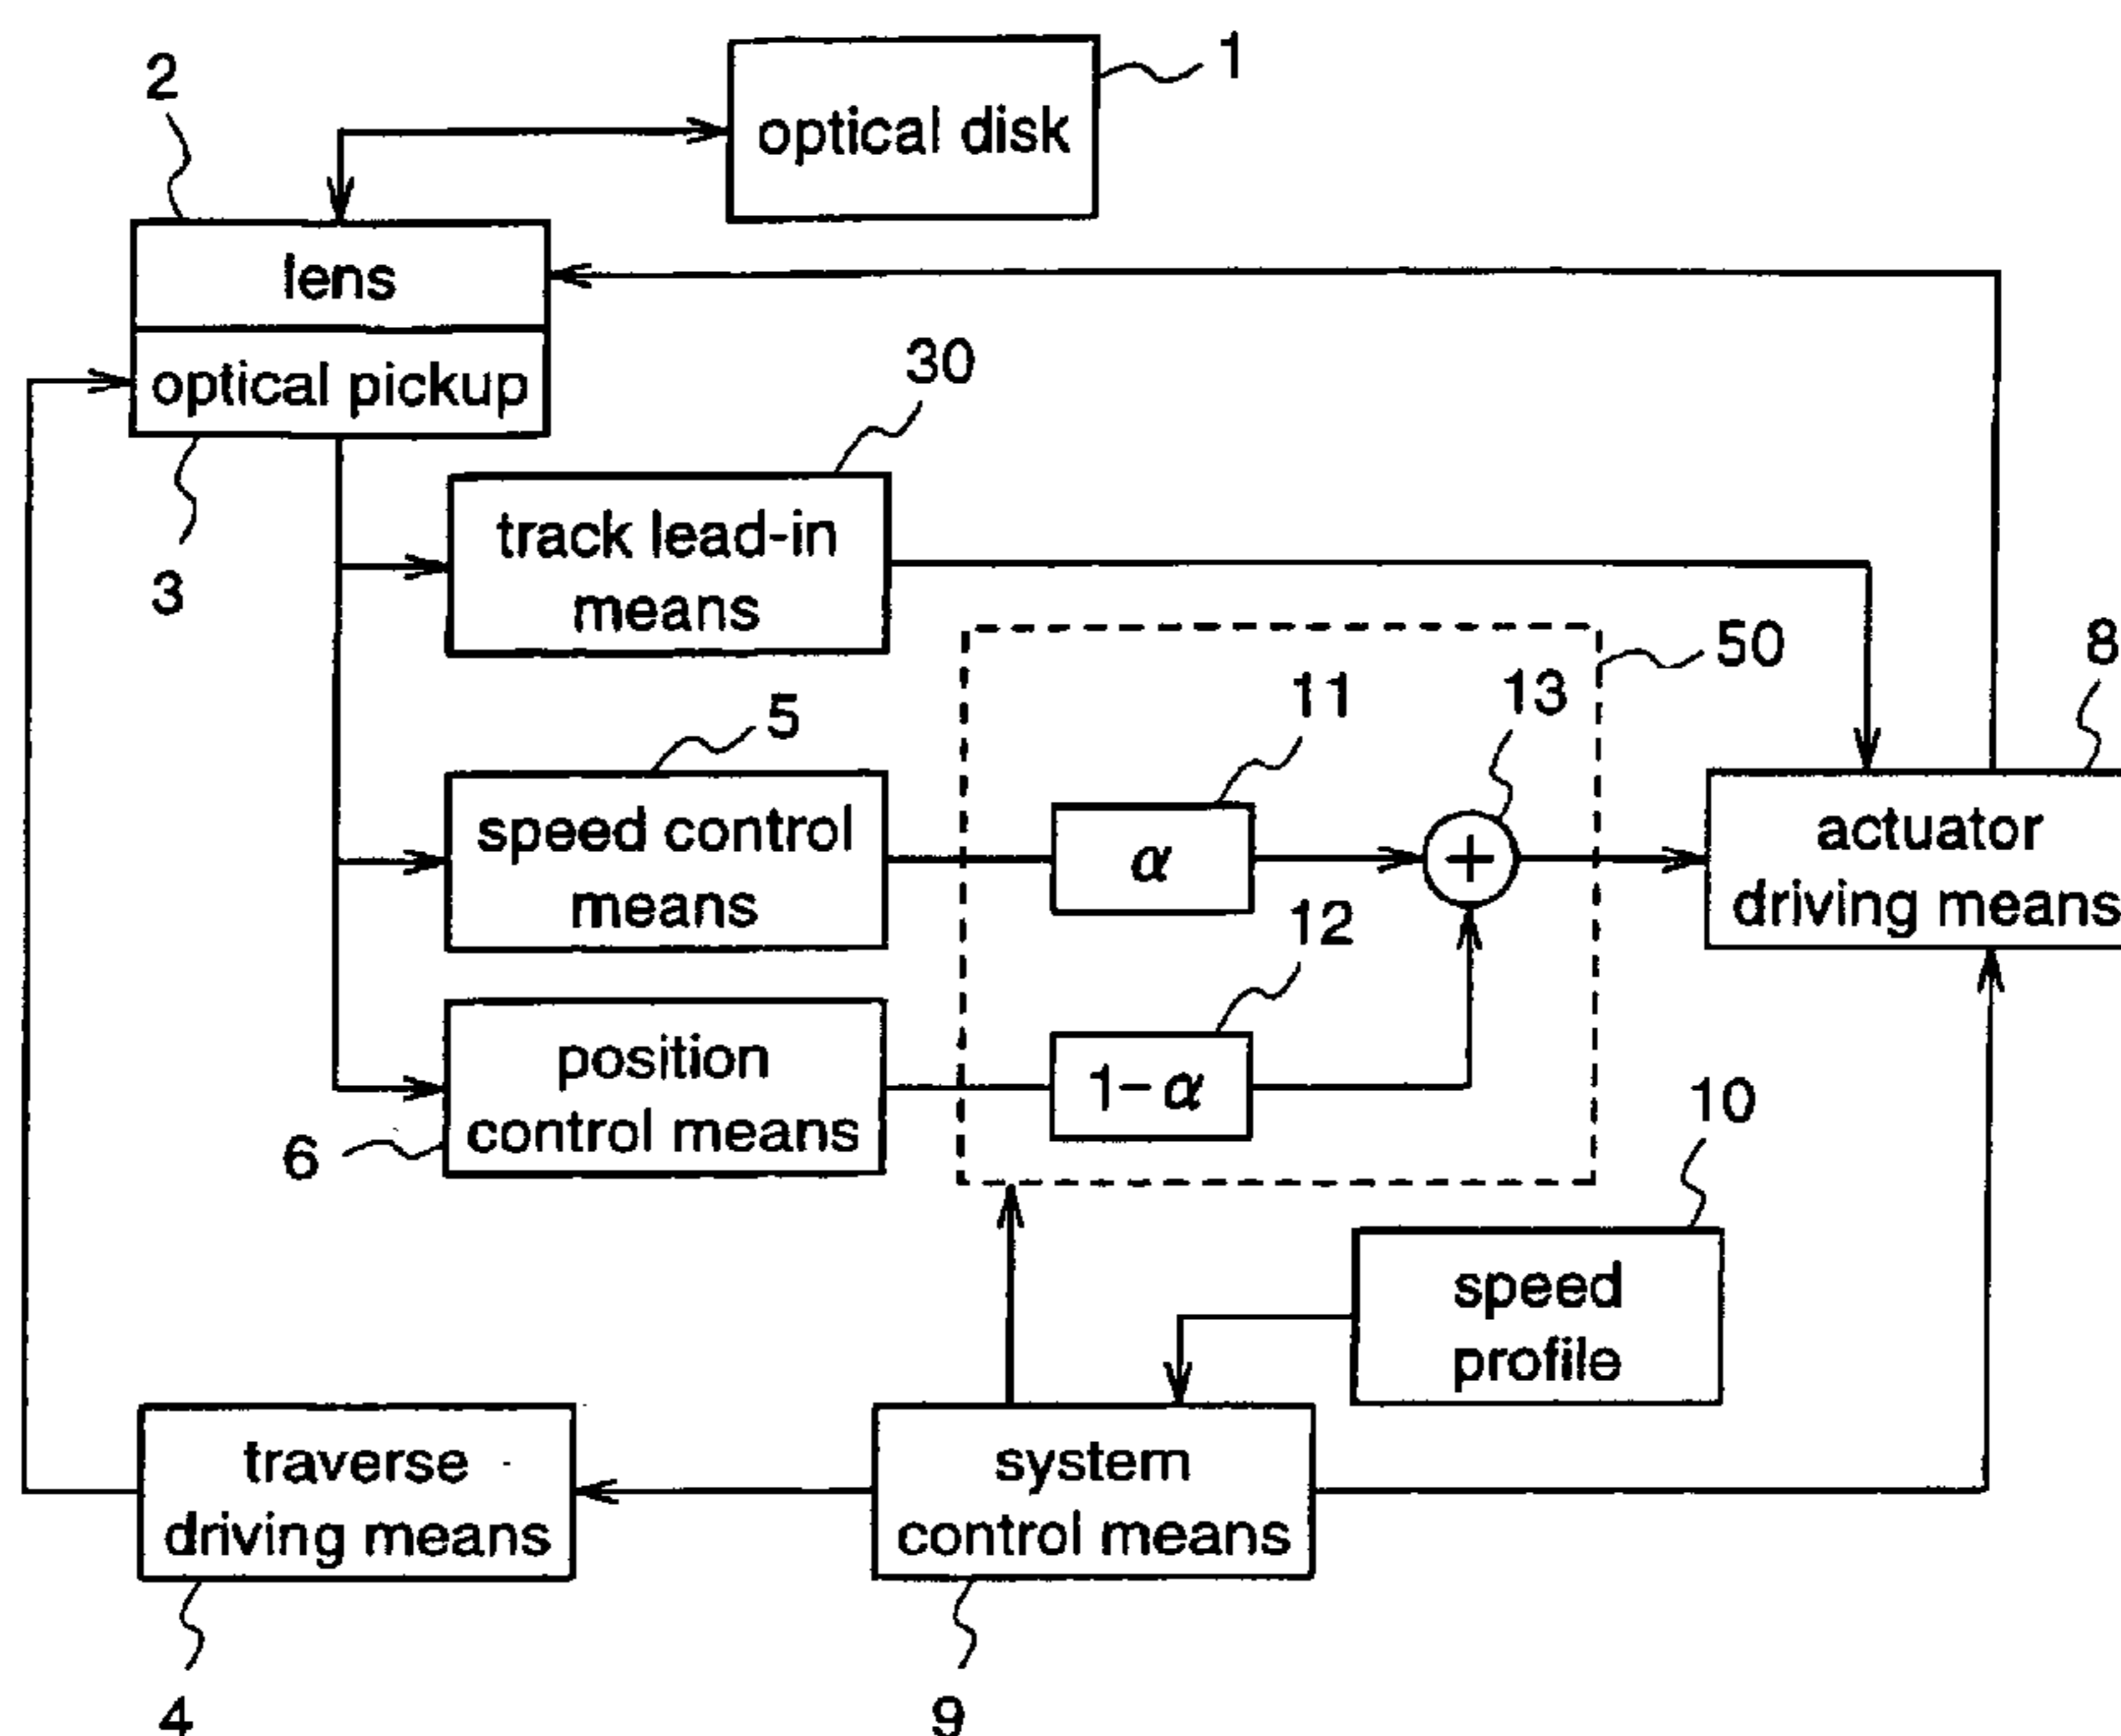 1
optical disk
2
lens
optical pickup
3
30
track lead-in
means
50
8
5
speed control
means
11
α
13
+
actuator
driving means
12
1-α
position
control means
6
10
speed
profile
traverse
driving means
4
system
control means
9